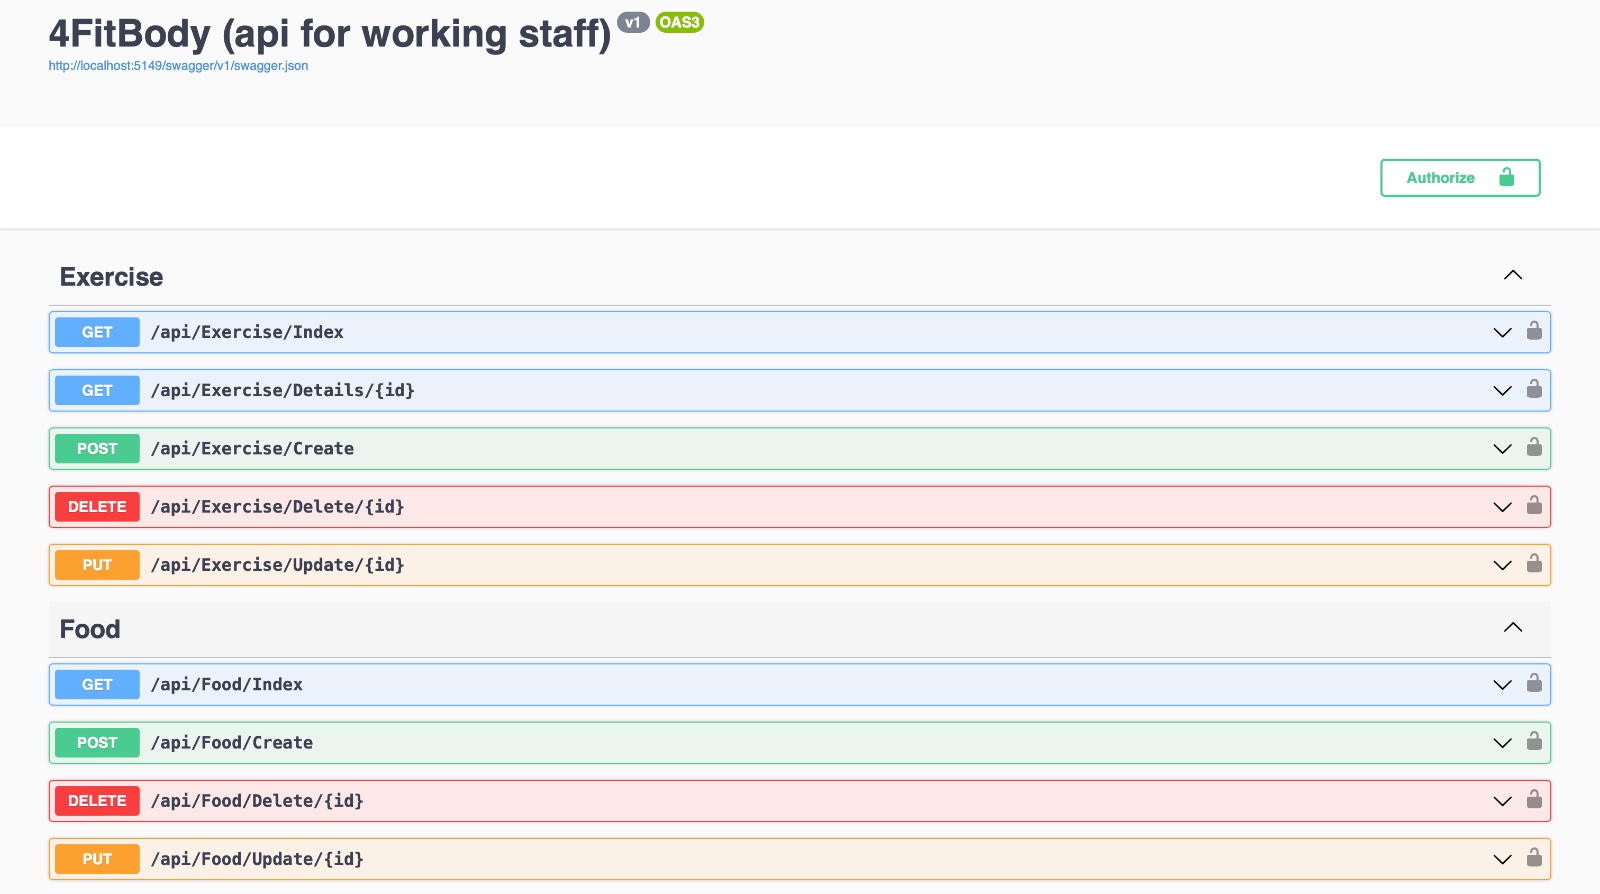 4FitBody (api for working staff) v1 OAS3
http://localhost:5149/swagger/v1/swagger.json
Authorize
Exercise
GET /api/Exercise/Index
GET /api/Exercise/Details/{id}
POST /api/Exercise/Create
DELETE /api/Exercise/Delete/{id}
PUT /api/Exercise/Update/{id}
Food
GET /api/Food/Index
POST /api/Food/Create
DELETE /api/Food/Delete/{id}
PUT /api/Food/Update/{id}